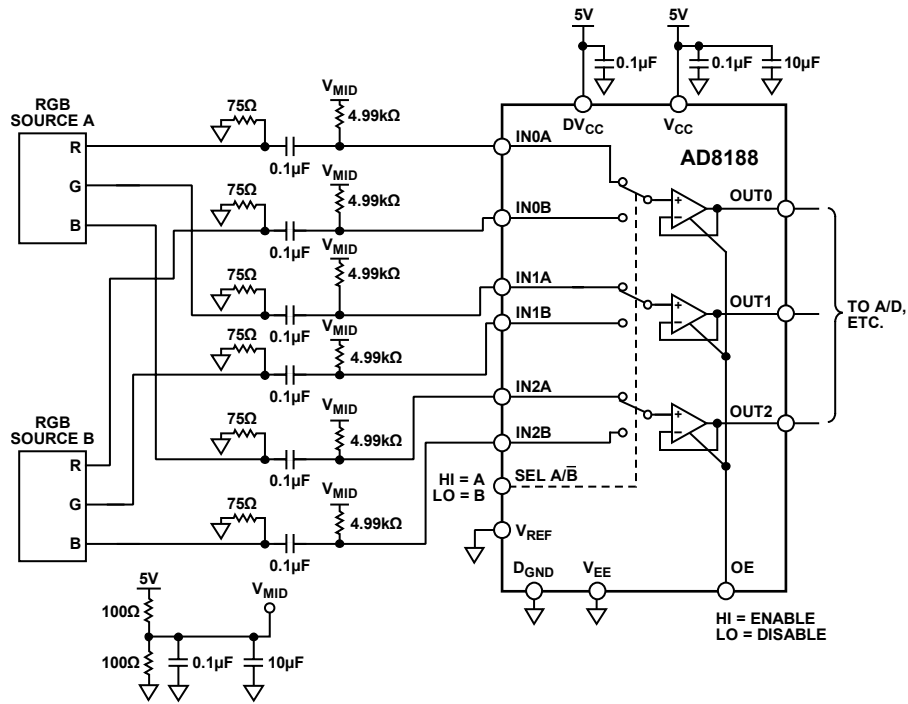 5V
5V
0.1µF
0.1µF
10µF
RGB
SOURCE A
R
G
B
75Ω
0.1µF
VMID
4.99kΩ
75Ω
0.1µF
VMID
4.99kΩ
75Ω
0.1µF
VMID
4.99kΩ
75Ω
0.1µF
VMID
4.99kΩ
75Ω
0.1µF
VMID
4.99kΩ
75Ω
0.1µF
VMID
4.99kΩ
RGB
SOURCE B
R
G
B
DVCC
VCC
AD8188
IN0A
IN0B
IN1A
IN1B
IN2A
IN2B
HI = A
LO = B
SEL A/B̅
VREF
DGND
VEE
OE
+
−
OUT0
+
−
OUT1
+
−
OUT2
TO A/D,
ETC.
HI = ENABLE
LO = DISABLE
5V
100Ω
100Ω
0.1µF
10µF
VMID